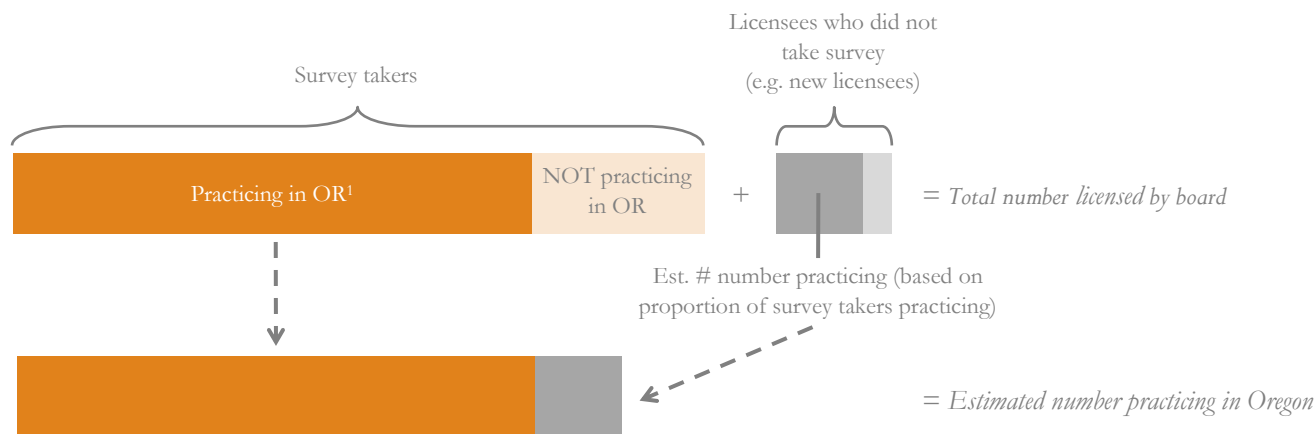 Licensees who did not
take survey
(e.g. new licensees)
Survey takers
Practicing in OR¹
NOT practicing
in OR
+
= Total number licensed by board
Est. # number practicing (based on
proportion of survey takers practicing)
= Estimated number practicing in Oregon